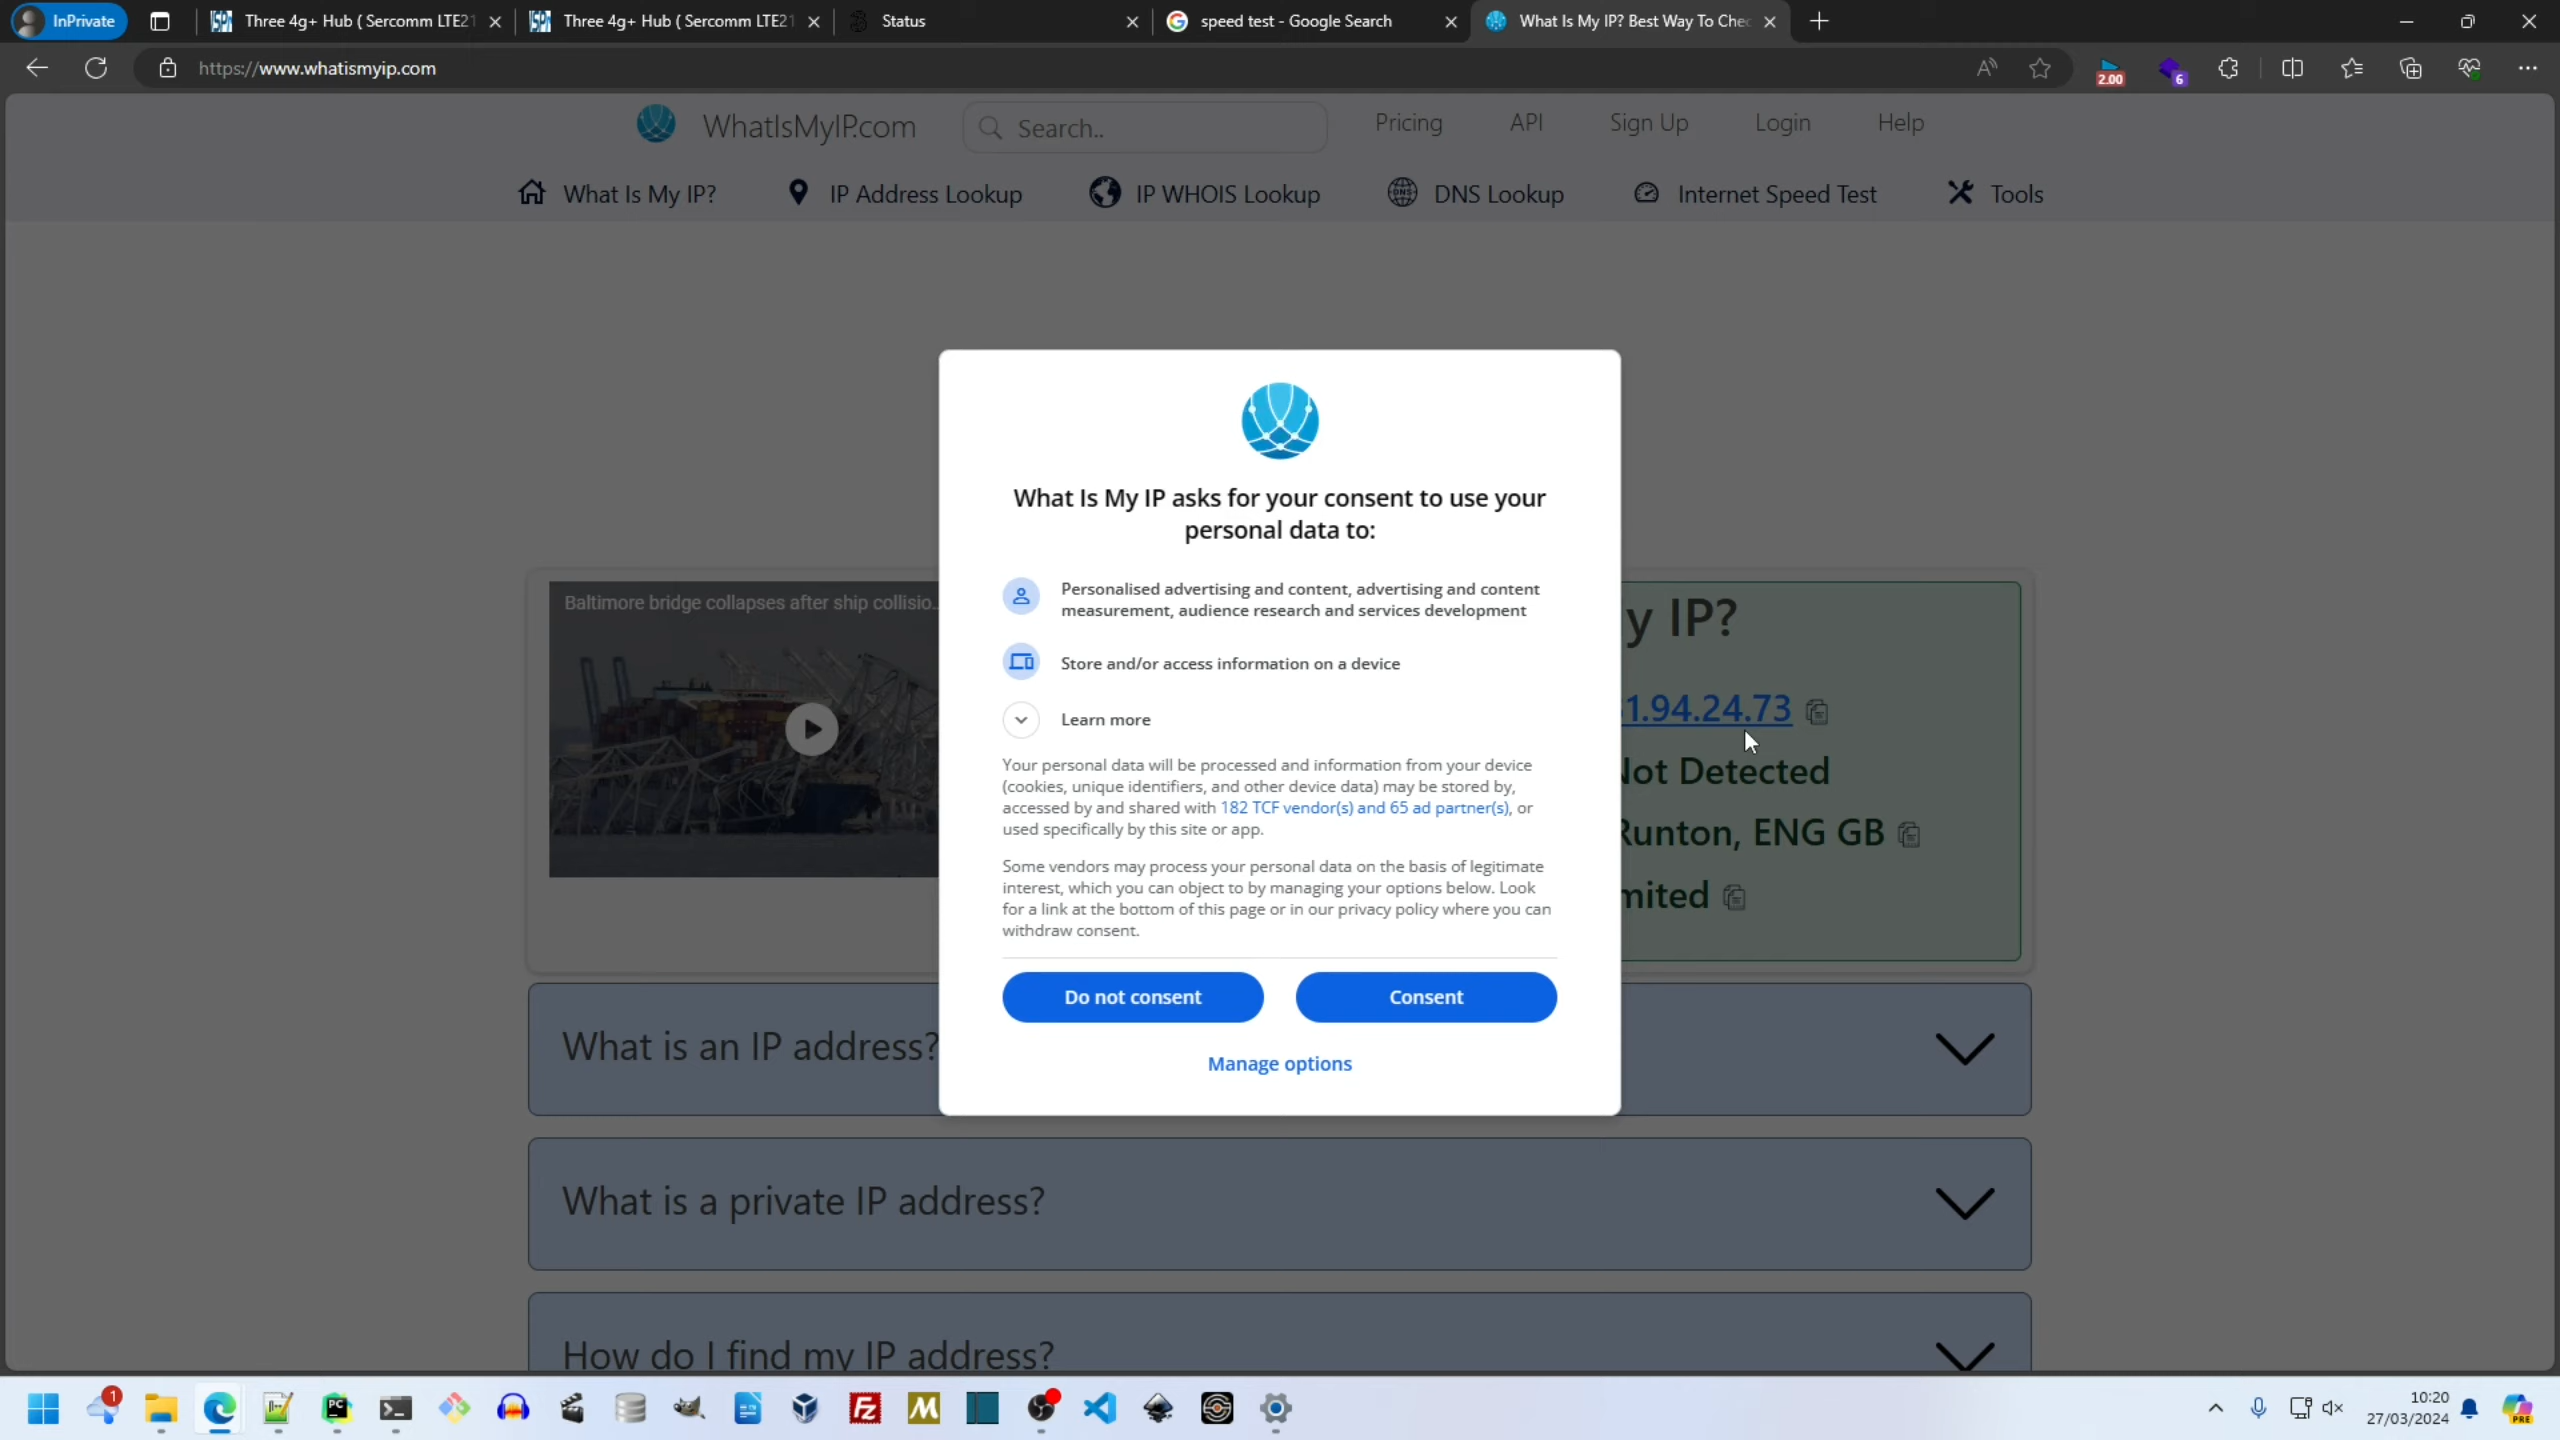 InPrivate
Three 4g+ Hub ( Sercomm LTE21
Three 4g+ Hub ( Sercomm LTE21
Status
speed test - Google Search
What Is My IP? Best Way To Chec
https://www.whatismyip.com
2.00
6
WhatIsMyIP.com
Search..
Pricing
API
Sign Up
Login
Help
What Is My IP?
IP Address Lookup
IP WHOIS Lookup
DNS Lookup
Internet Speed Test
Tools
What Is My IP asks for your consent to use your
personal data to:
Personalised advertising and content, advertising and content
measurement, audience research and services development
Store and/or access information on a device
Learn more
Your personal data will be processed and information from your device
(cookies, unique identifiers, and other device data) may be stored by,
accessed by and shared with 182 TCF vendor(s) and 65 ad partner(s), or
used specifically by this site or app.
Some vendors may process your personal data on the basis of legitimate
interest, which you can object to by managing your options below. Look
for a link at the bottom of this page or in our privacy policy where you can
withdraw consent.
Do not consent
Consent
Manage options
Baltimore bridge collapses after ship collisio...
y IP?
1.94.24.73
Not Detected
Runton, ENG GB
mited
What is an IP address?
What is a private IP address?
How do I find my IP address?
1
10:20
27/03/2024
PRE